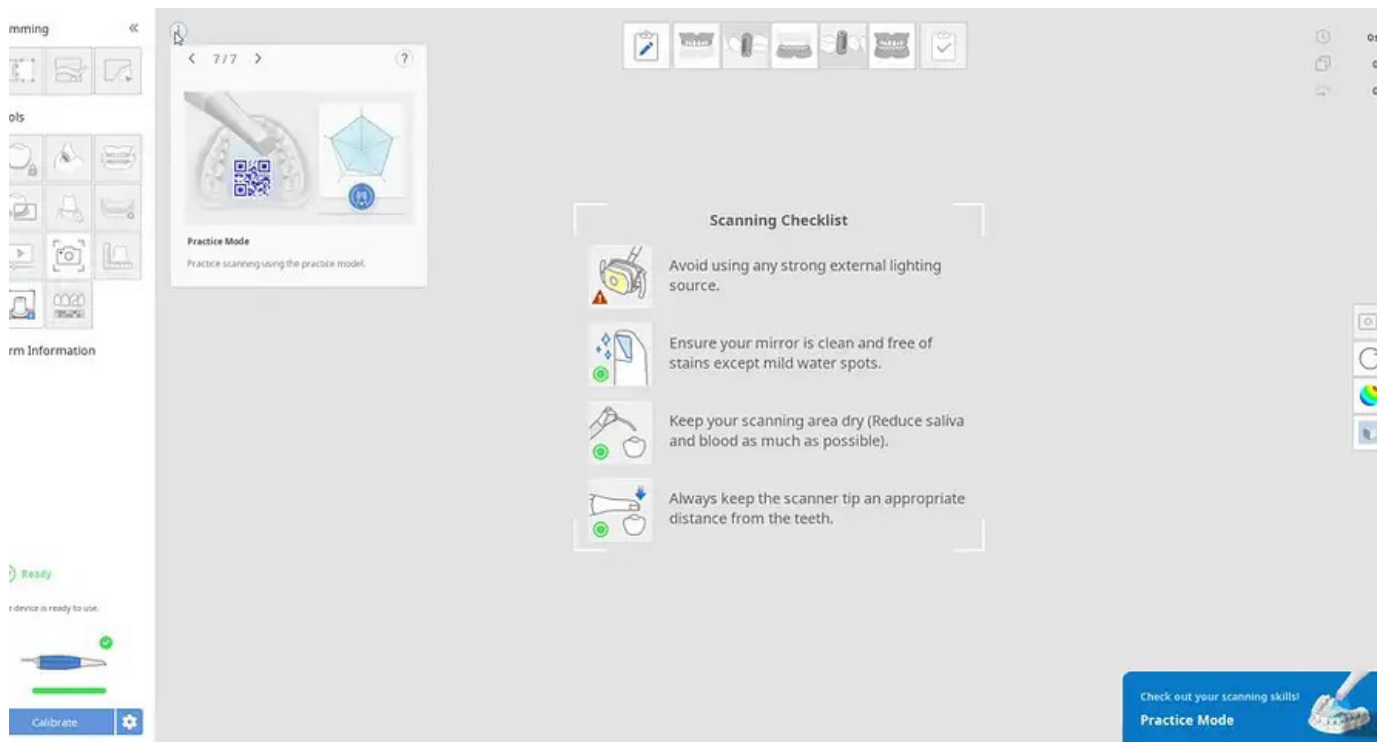 mming
«
7/7
?
ols
Practice Mode
Practice scanning using the practice model.
Scanning Checklist
Avoid using any strong external lighting
source.
Ensure your mirror is clean and free of
stains except mild water spots.
Keep your scanning area dry (Reduce saliva
and blood as much as possible).
Always keep the scanner tip an appropriate
distance from the teeth.
rm Information
Ready
device is ready to use.
Calibrate
Check out your scanning skills!
Practice Mode